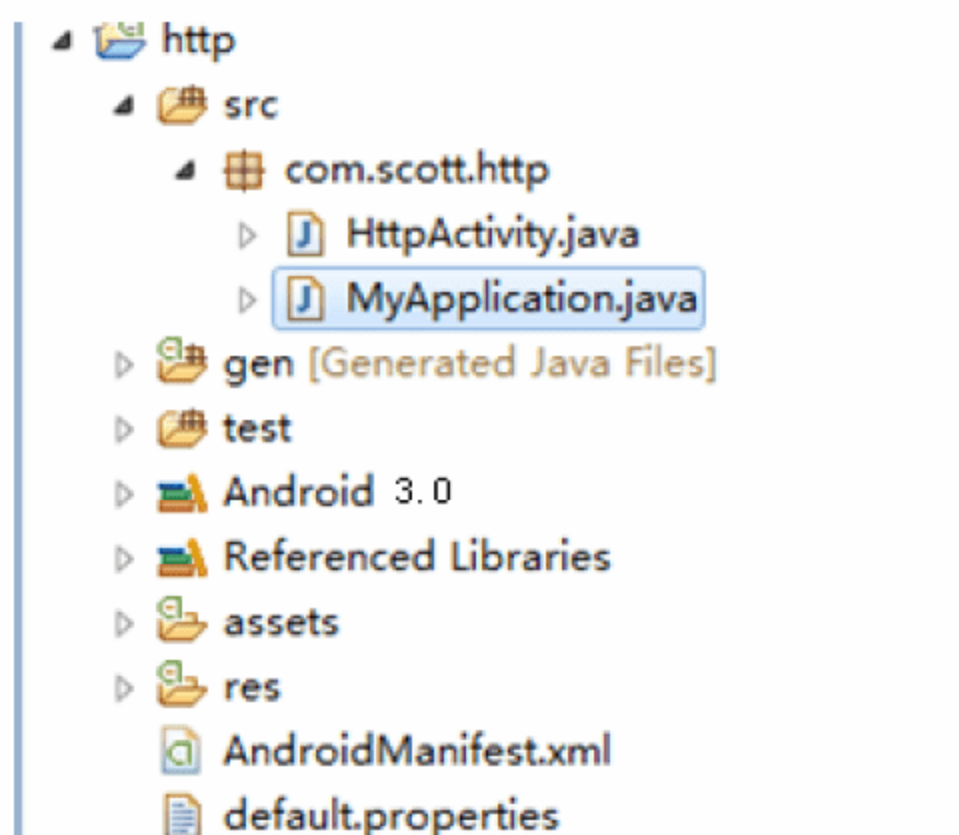 http
src
com.scott.http
HttpActivity.java
MyApplication.java
gen [Generated Java Files]
test
Android 3.0
Referenced Libraries
assets
res
AndroidManifest.xml
default.properties